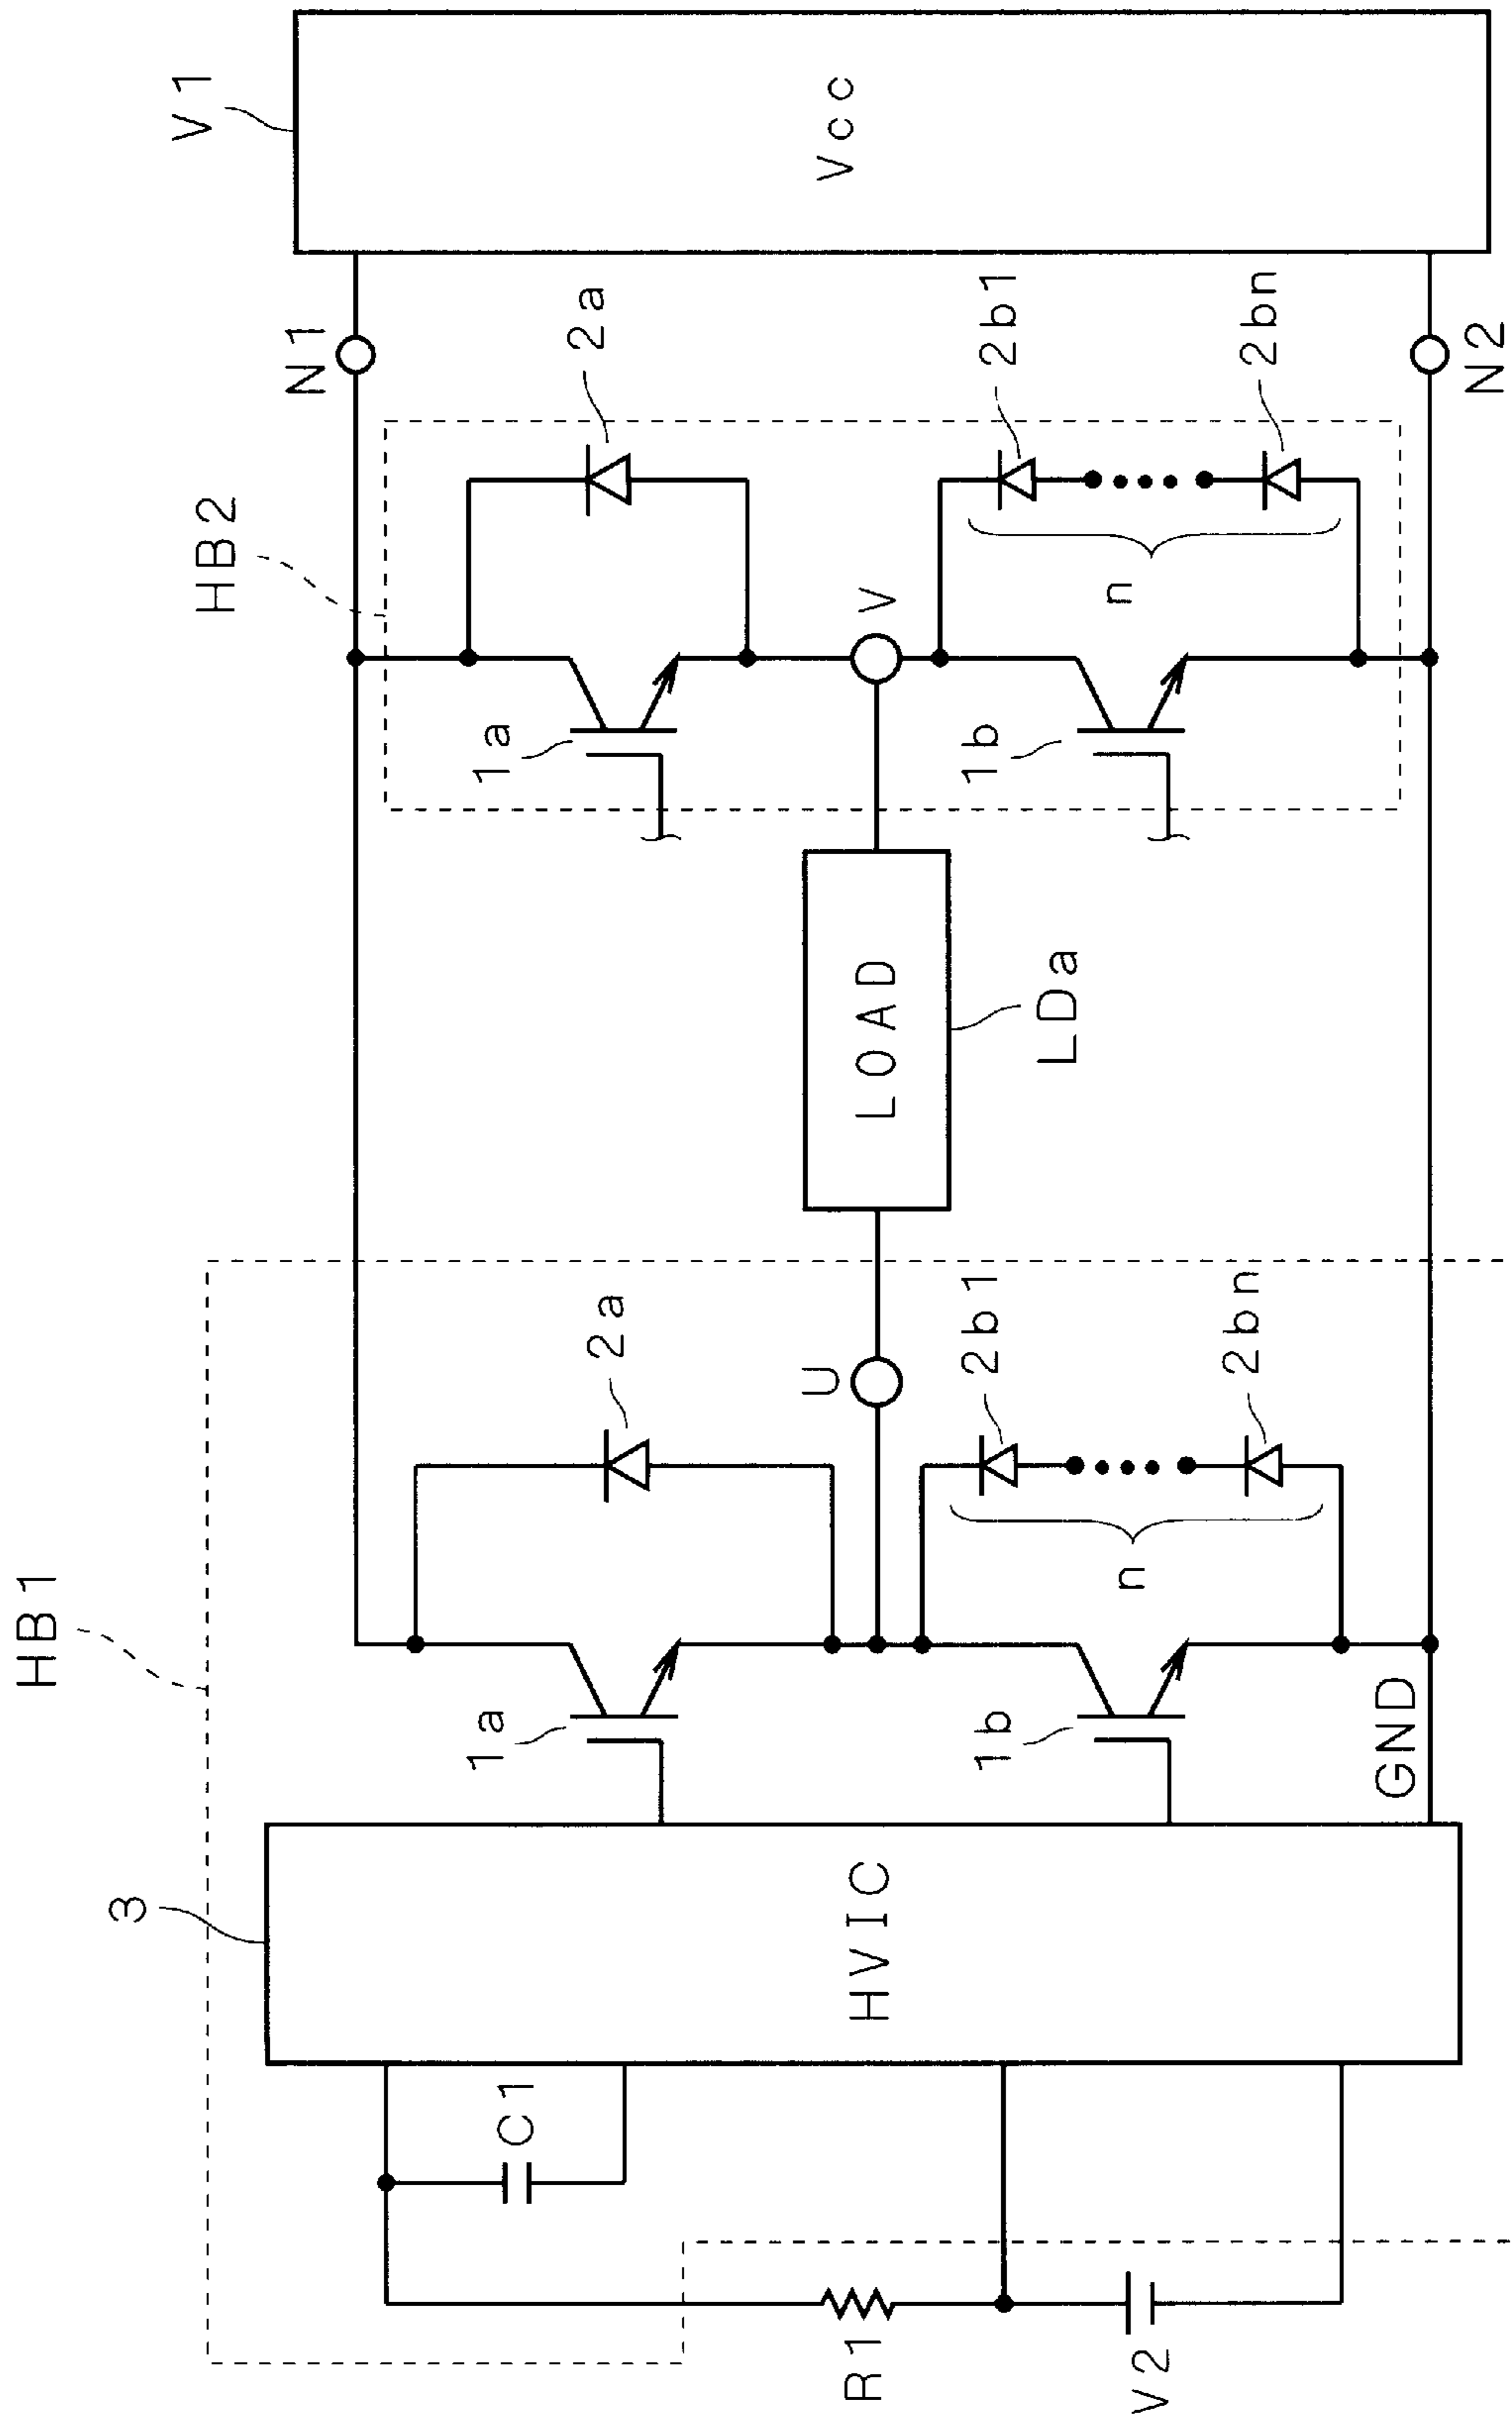 HB1
3
HVIC
C1
R1
V2
GND
1a
2a
U
1b
2b1
2bn
n
LOAD
LDa
HB2
1a
2a
V
1b
2b1
2bn
n
N1
N2
V1
Vcc